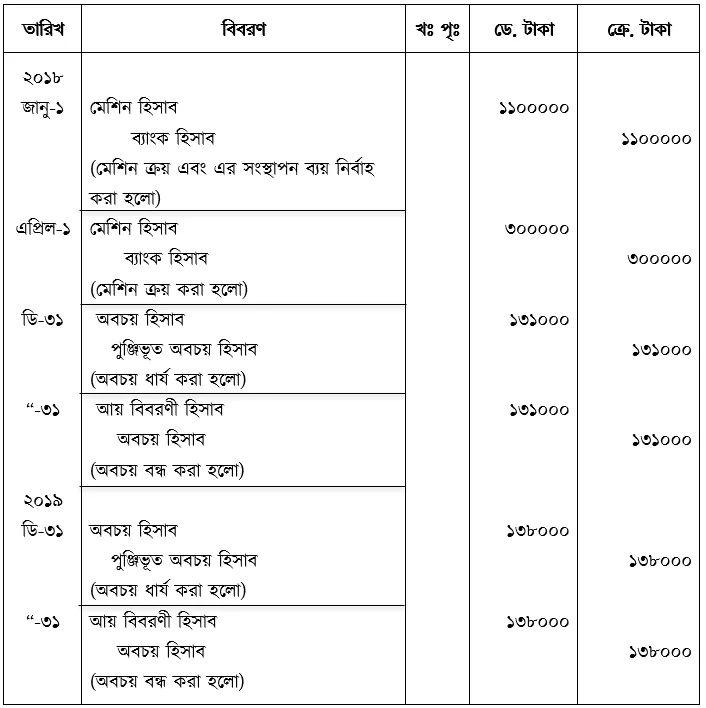 তারিখ বিবরণ খঃ পৃঃ ডে. টাকা ক্রে. টাকা
২০১৮
জানু-১ মেশিন হিসাব ১১০০০০০
ব্যাংক হিসাব ১১০০০০০
(মেশিন ক্রয় এবং এর সংস্থাপন ব্যয় নির্বাহ
করা হলো)
এপ্রিল-১ মেশিন হিসাব ৩০০০০০
ব্যাংক হিসাব ৩০০০০০
(মেশিন ক্রয় করা হলো)
ডি-৩১ অবচয় হিসাব ১৩১০০০
পুঞ্জিভূত অবচয় হিসাব ১৩১০০০
(অবচয় ধার্য করা হলো)
“-৩১ আয় বিবরণী হিসাব ১৩১০০০
অবচয় হিসাব ১৩১০০০
(অবচয় বন্ধ করা হলো)
২০১৯
ডি-৩১ অবচয় হিসাব ১৩৮০০০
পুঞ্জিভূত অবচয় হিসাব ১৩৮০০০
(অবচয় ধার্য করা হলো)
“-৩১ আয় বিবরণী হিসাব ১৩৮০০০
অবচয় হিসাব ১৩৮০০০
(অবচয় বন্ধ করা হলো)